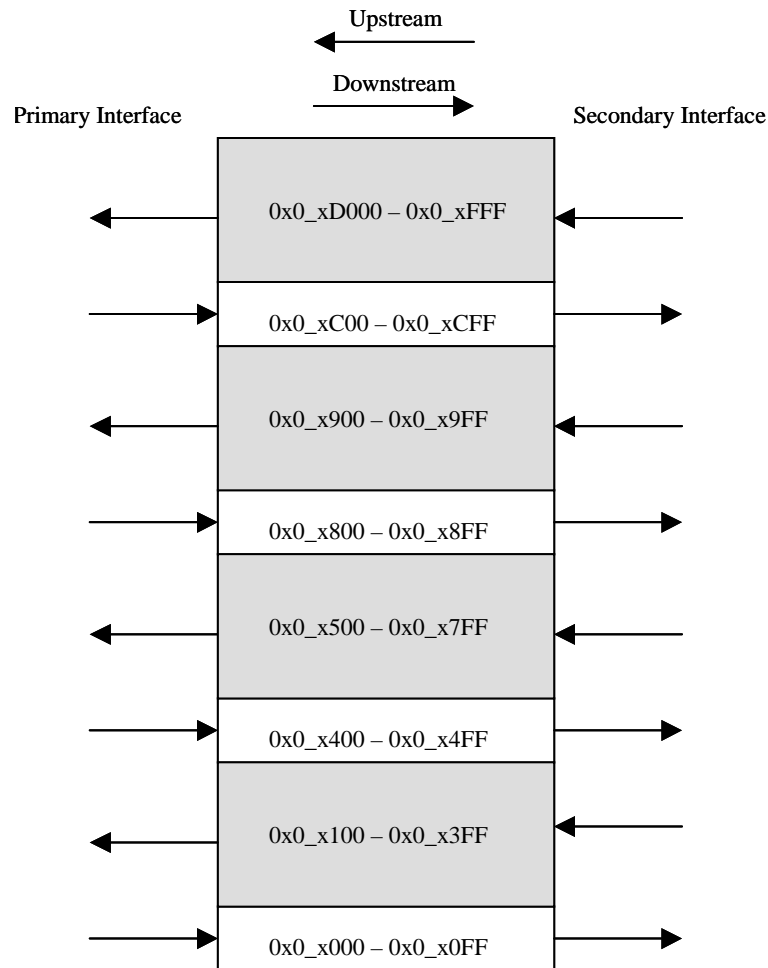 Upstream
Downstream
Primary Interface
Secondary Interface
0x0_xD000 – 0x0_xFFF
0x0_xC00 – 0x0_xCFF
0x0_x900 – 0x0_x9FF
0x0_x800 – 0x0_x8FF
0x0_x500 – 0x0_x7FF
0x0_x400 – 0x0_x4FF
0x0_x100 – 0x0_x3FF
0x0_x000 – 0x0_x0FF